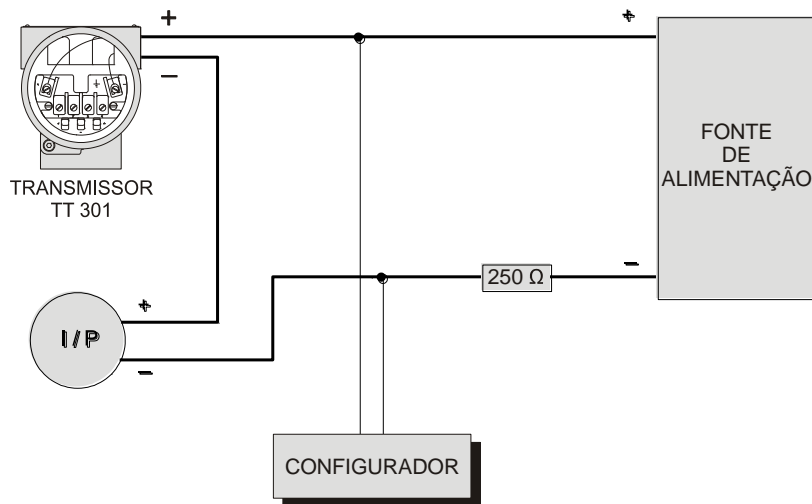 +
+
–
FONTE
DE
ALIMENTAÇÃO
TRANSMISSOR
TT 301
–
250 Ω
+
I/P
–
CONFIGURADOR